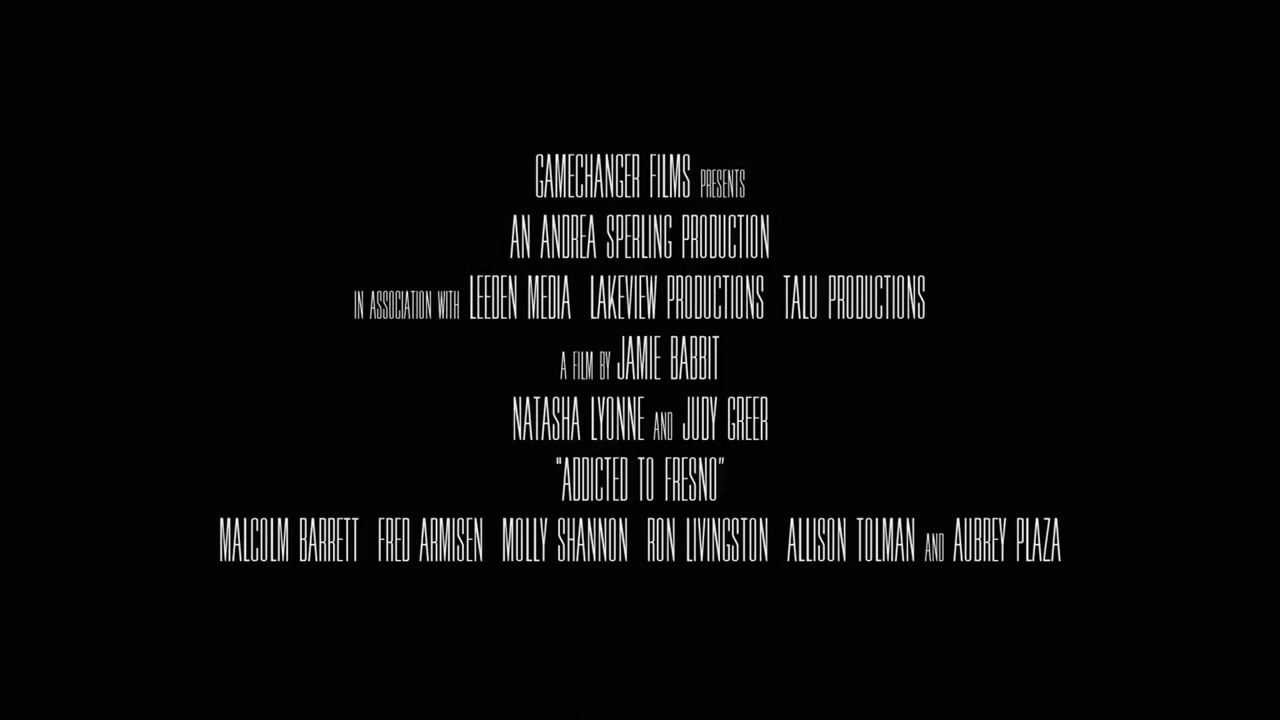 GAMECHANGER FILMS PRESENTS
AN ANDREA SPERLING PRODUCTION
IN ASSOCIATION WITH LEEDEN MEDIA LAKEVIEW PRODUCTIONS TALU PRODUCTIONS
A FILM BY JAMIE BABBIT
NATASHA LYONNE AND JUDY GREER
"ADDICTED TO FRESNO"
MALCOLM BARRETT FRED ARMISEN MOLLY SHANNON RON LIVINGSTON ALLISON TOLMAN AND AUBREY PLAZA